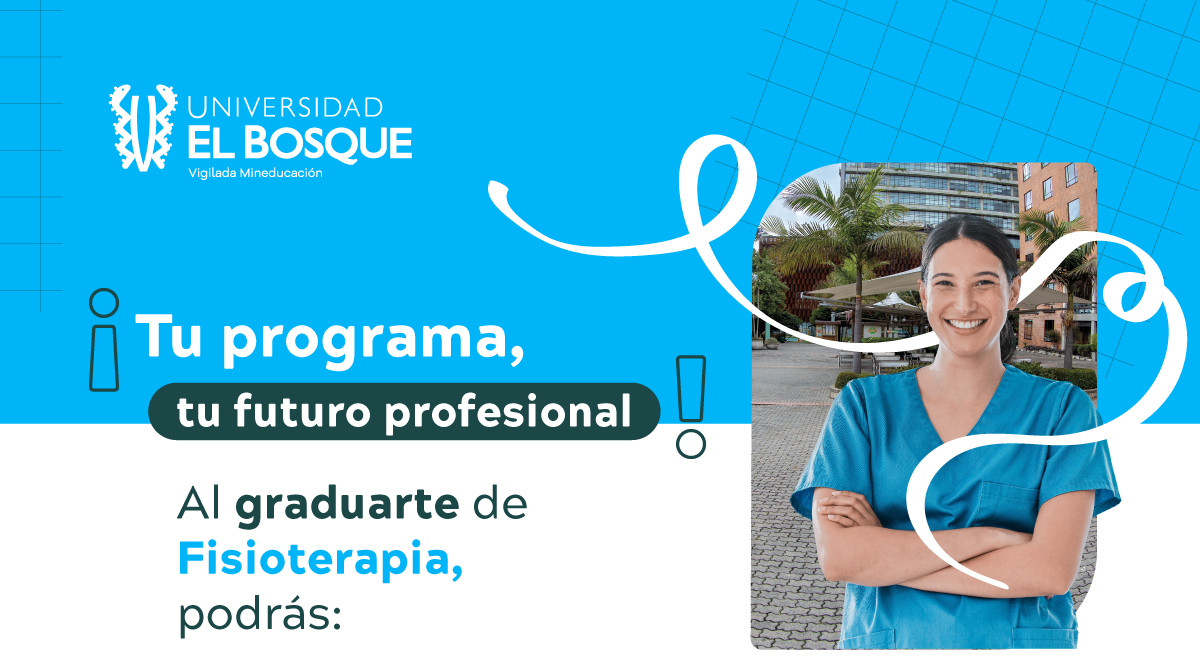 UNIVERSIDAD
EL BOSQUE
Vigilada Mineducación
¡Tu programa,
tu futuro profesional!
Al graduarte de
Fisioterapia,
podrás: